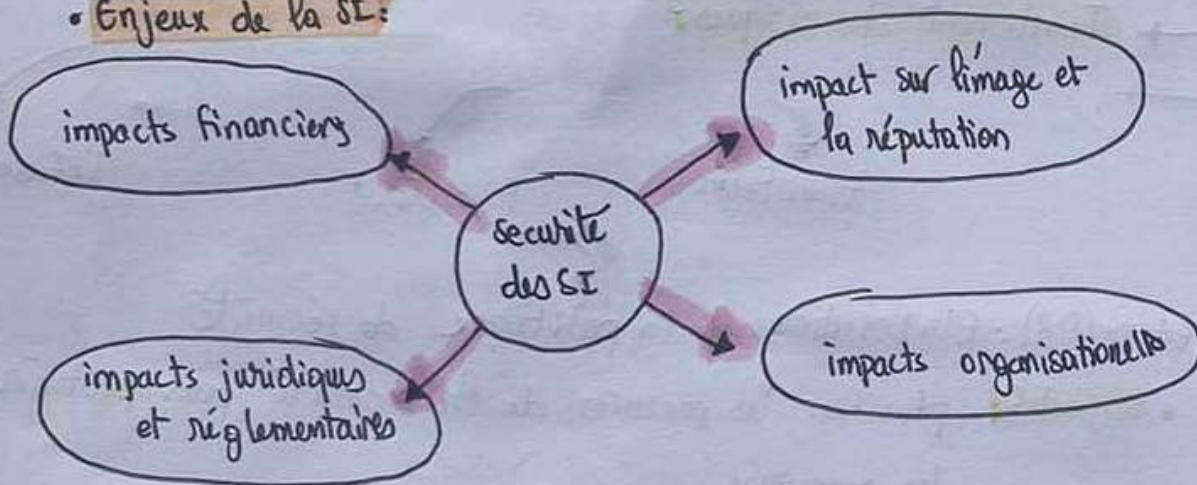 • Enjeux de la SI:
impacts financiers
impact sur l'image et
la réputation
securite
des SI
impacts juridiques
et réglementaires
impacts organisationells